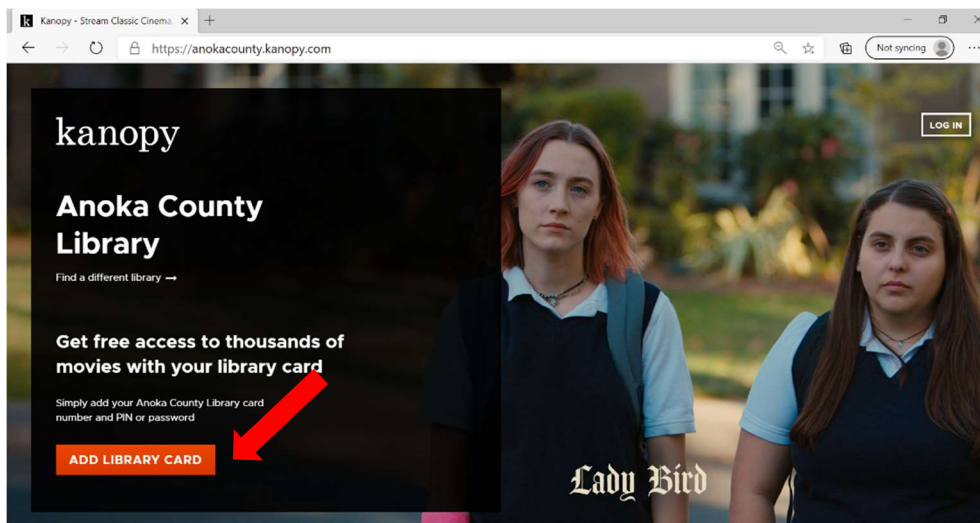 Kanopy - Stream Classic Cinema,
https://anokacounty.kanopy.com
Not syncing
kanopy
LOG IN
Anoka County
Library
Find a different library →
Get free access to thousands of
movies with your library card
Simply add your Anoka County Library card
number and PIN or password
ADD LIBRARY CARD
Lady Bird